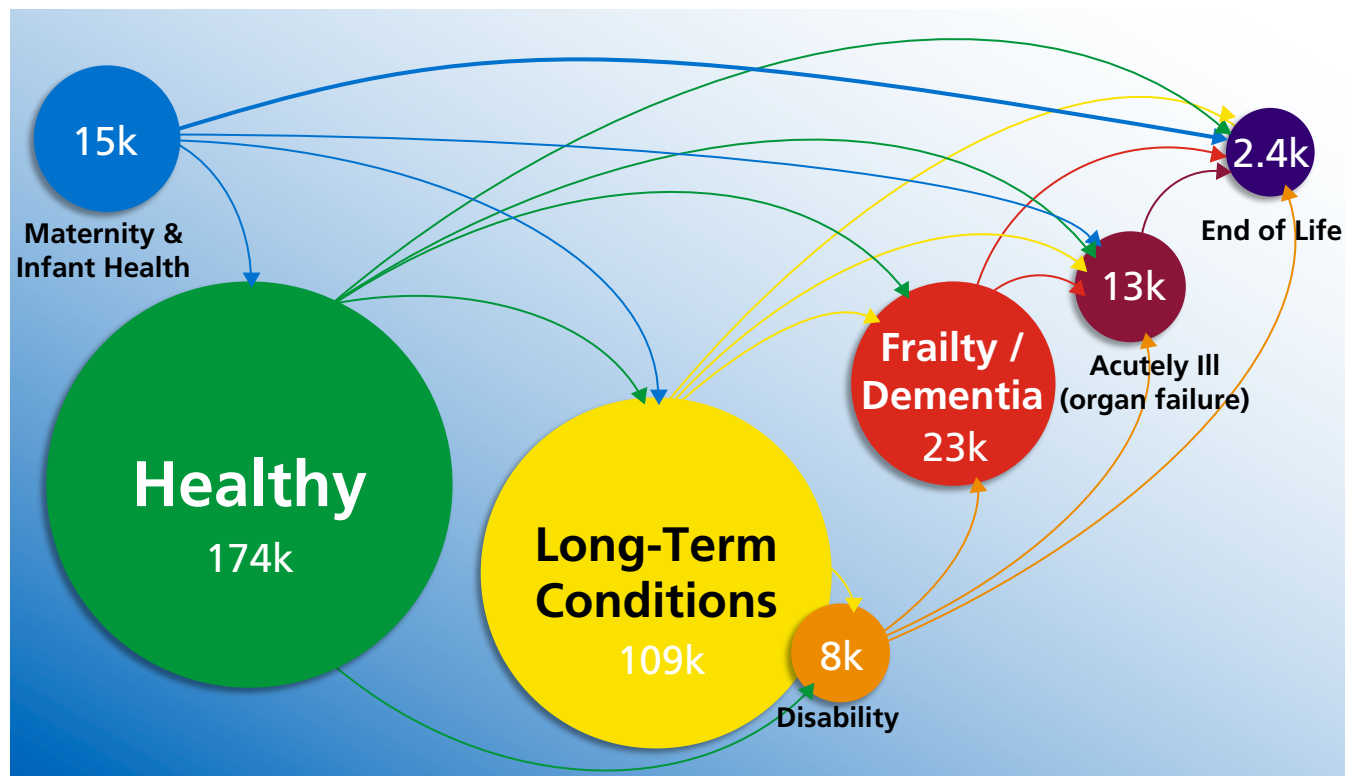 15k
Maternity &
Infant Health
Healthy
174k
Long-Term
Conditions
109k
8k
Disability
Frailty /
Dementia
23k
13k
Acutely Ill
(organ failure)
2.4k
End of Life